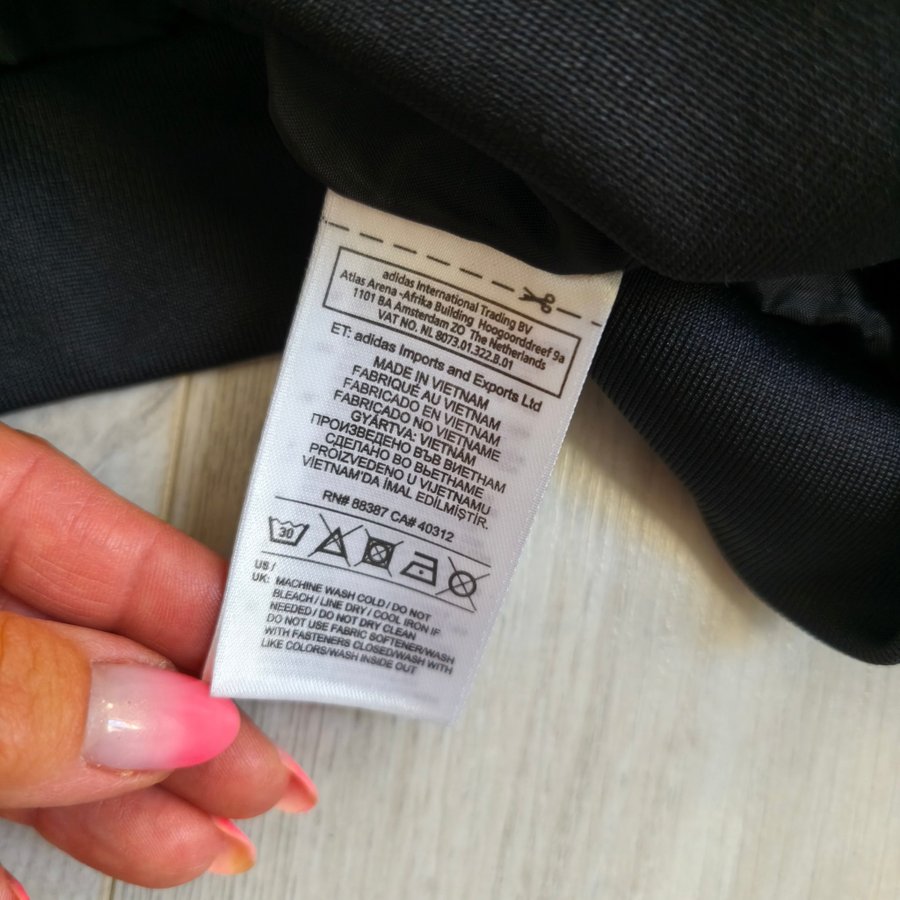 adidas International Trading BV
Atlas Arena -Afrika Building Hoogoorddreef 9a
1101 BA Amsterdam ZO The Netherlands
VAT NO. NL 8073.01.322.B.01
ET: adidas Imports and Exports Ltd
MADE IN VIETNAM
FABRIQUÉ AU VIETNAM
FABRICADO EN VIETNAM
FABRICADO NO VIETNAME
GYÁRTVA: VIETNÁM
ПРОИЗВЕДЕНО ВЪВ ВИЕТНАМ
СДЕЛАНО ВО ВЬЕТНАМЕ
PROIZVEDENO U VIJETNAMU
VİETNAM'DA İMAL EDİLMİŞTİR.
RN# 88387 CA# 40312
30
US /
UK: MACHINE WASH COLD / DO NOT
BLEACH / LINE DRY / COOL IRON IF
NEEDED / DO NOT DRY CLEAN
DO NOT USE FABRIC SOFTENER/WASH
WITH FASTENERS CLOSED/WASH WITH
LIKE COLORS/WASH INSIDE OUT